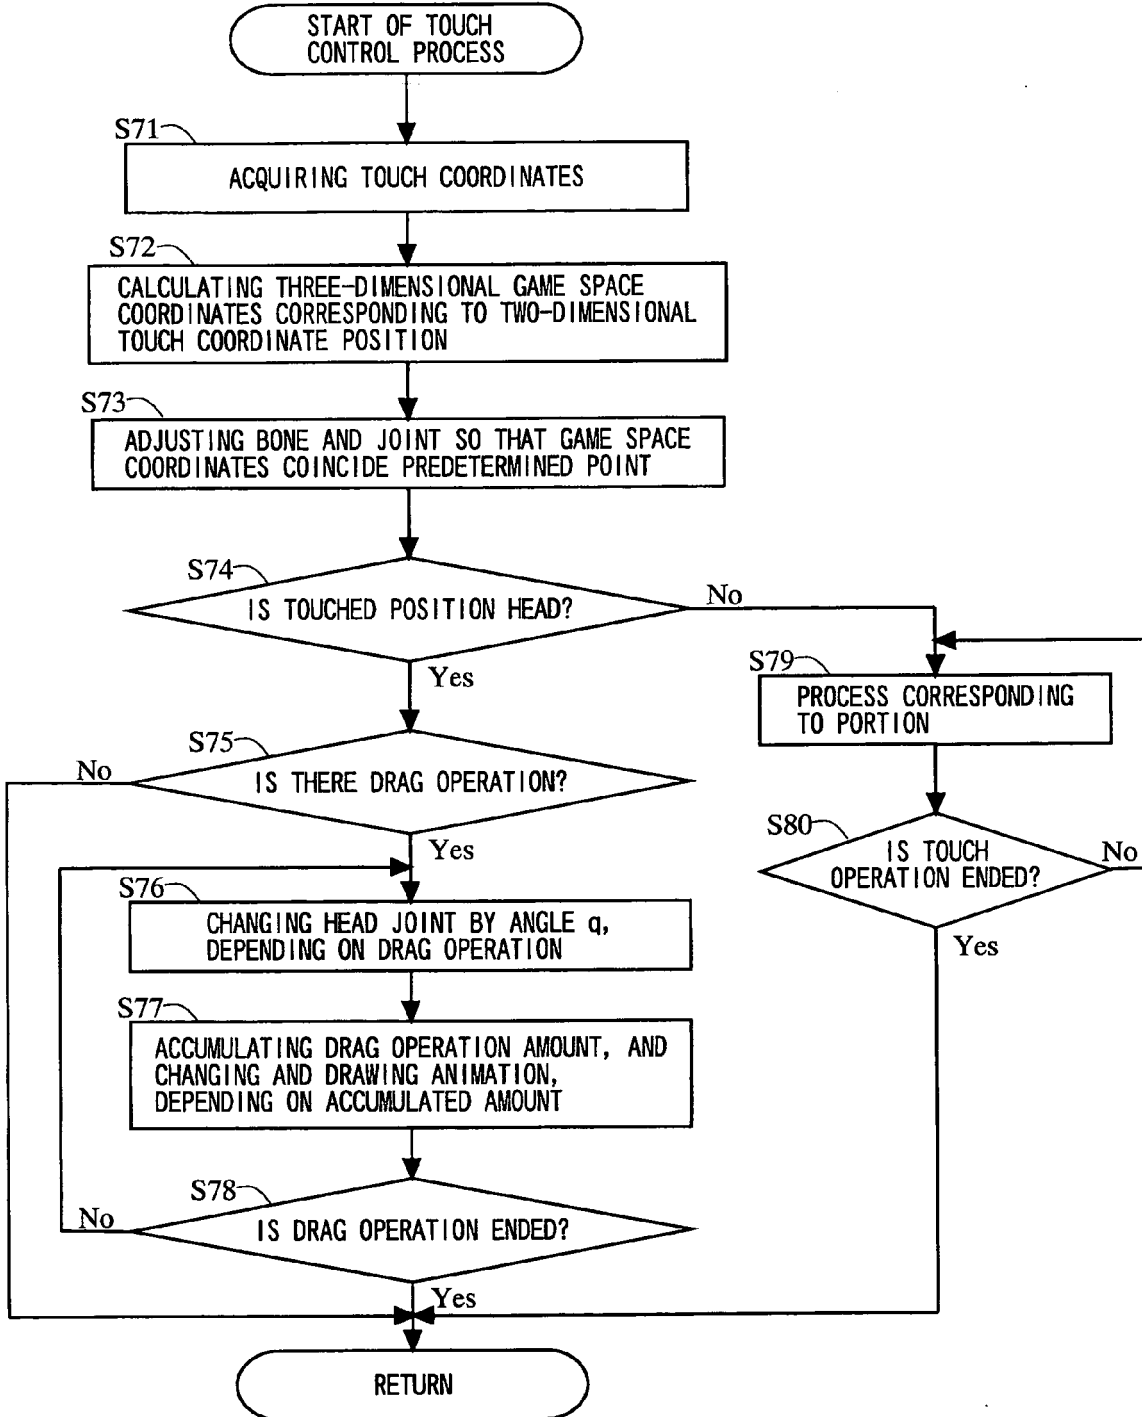 START OF TOUCH
CONTROL PROCESS
S71
ACQUIRING TOUCH COORDINATES
S72
CALCULATING THREE-DIMENSIONAL GAME SPACE
COORDINATES CORRESPONDING TO TWO-DIMENSIONAL
TOUCH COORDINATE POSITION
S73
ADJUSTING BONE AND JOINT SO THAT GAME SPACE
COORDINATES COINCIDE PREDETERMINED POINT
S74
IS TOUCHED POSITION HEAD?
No
Yes
S75
IS THERE DRAG OPERATION?
No
Yes
S76
CHANGING HEAD JOINT BY ANGLE q,
DEPENDING ON DRAG OPERATION
S77
ACCUMULATING DRAG OPERATION AMOUNT, AND
CHANGING AND DRAWING ANIMATION,
DEPENDING ON ACCUMULATED AMOUNT
S78
IS DRAG OPERATION ENDED?
No
Yes
S79
PROCESS CORRESPONDING
TO PORTION
S80
IS TOUCH
OPERATION ENDED?
No
Yes
RETURN